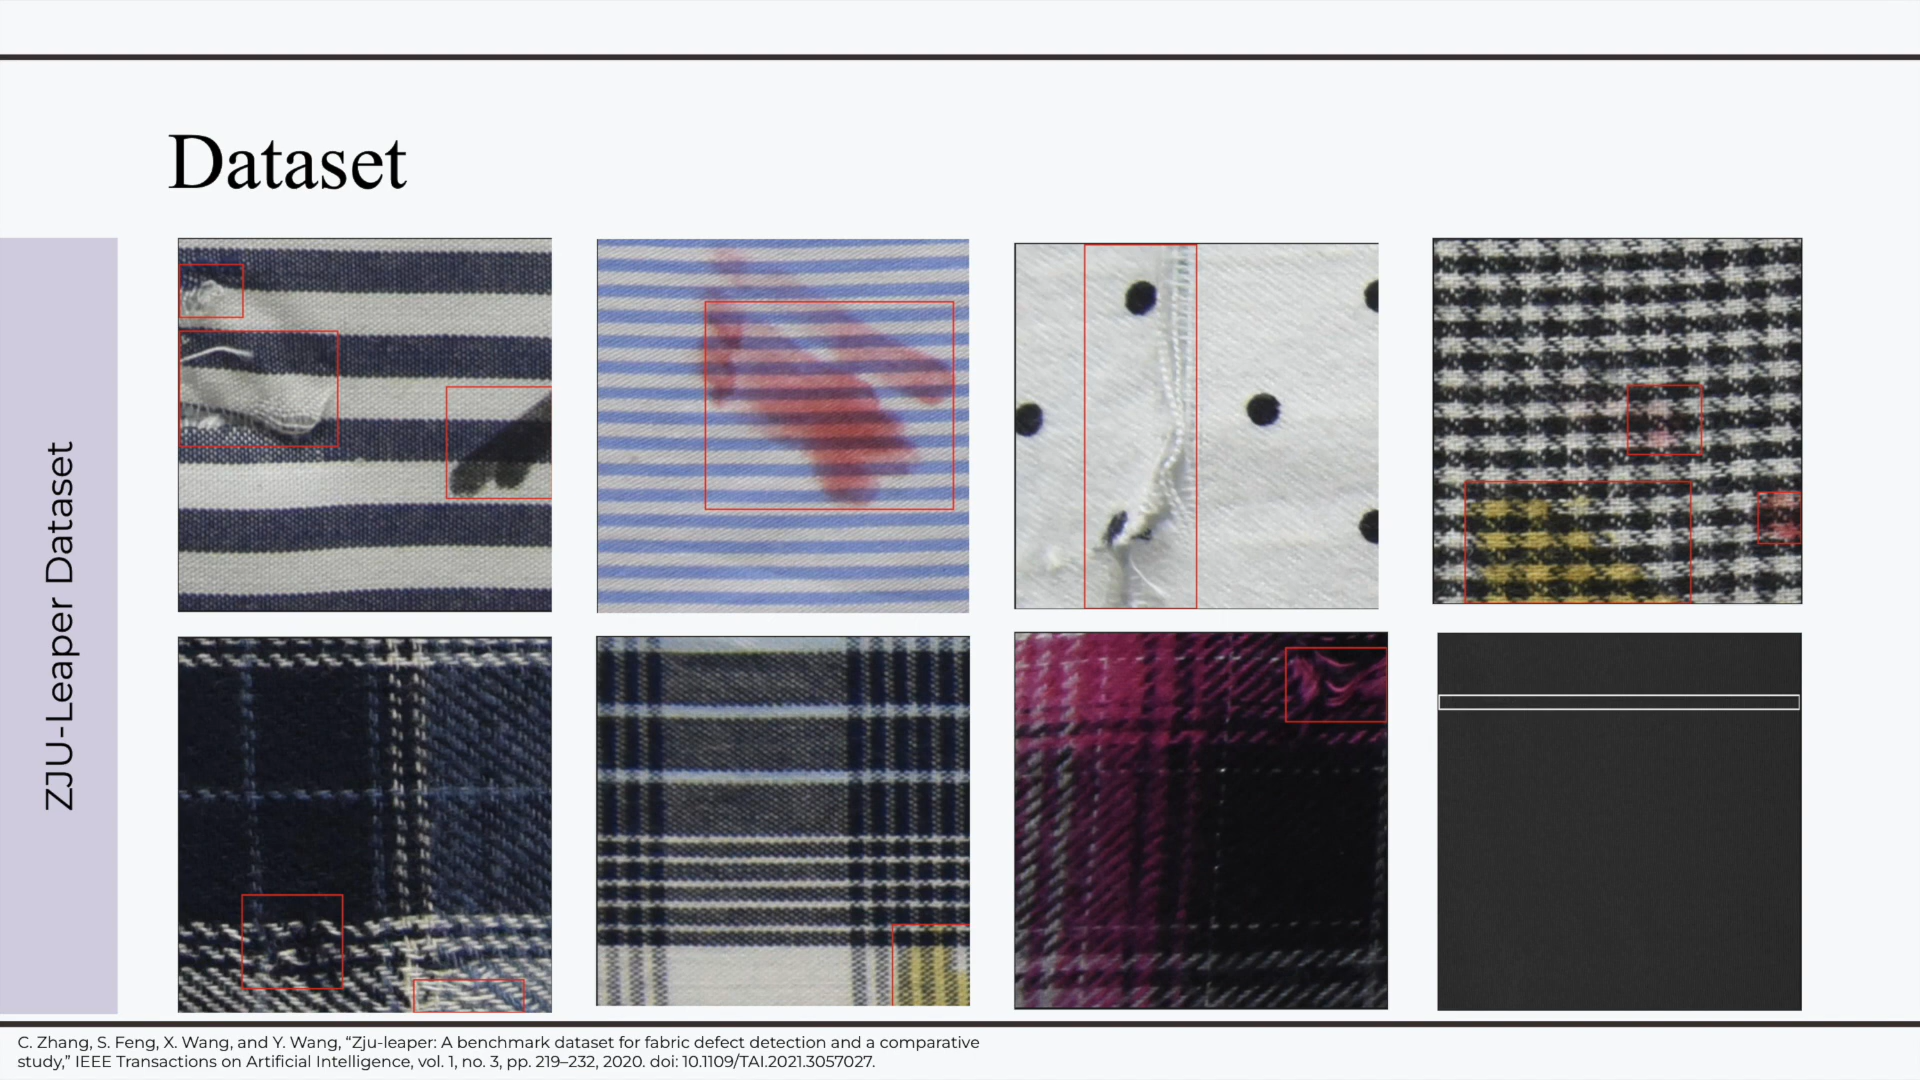 Dataset
ZJU-Leaper Dataset
C. Zhang, S. Feng, X. Wang, and Y. Wang, “Zju-leaper: A benchmark dataset for fabric defect detection and a comparative
study,” IEEE Transactions on Artificial Intelligence, vol. 1, no. 3, pp. 219–232, 2020. doi: 10.1109/TAI.2021.3057027.